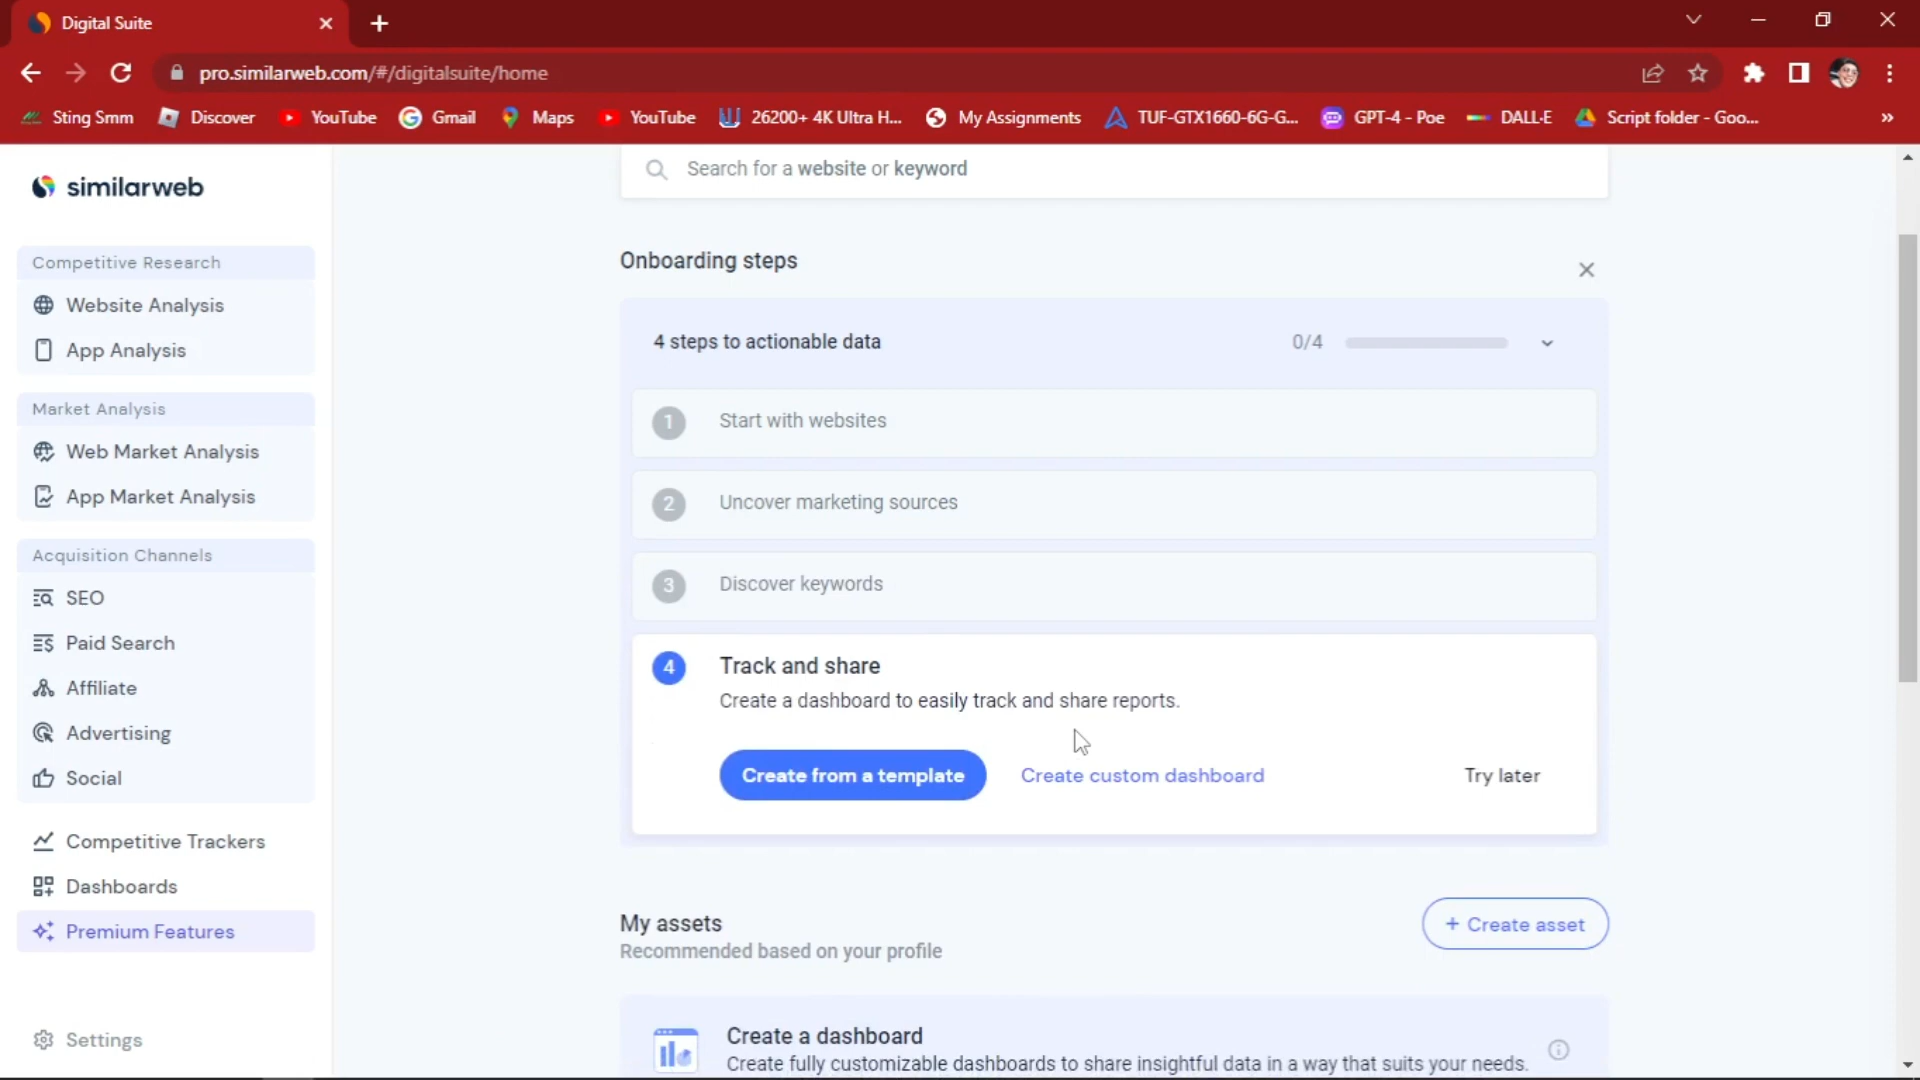 Digital Suite
pro.similarweb.com/#/digitalsuite/home
Sting Smm
Discover
YouTube
Gmail
Maps
YouTube
26200+ 4K Ultra H...
My Assignments
TUF-GTX1660-6G-G...
GPT-4 - Poe
DALL·E
Script folder - Goo...
»
similarweb
Competitive Research
Website Analysis
App Analysis
Market Analysis
Web Market Analysis
App Market Analysis
Acquisition Channels
SEO
Paid Search
Affiliate
Advertising
Social
Competitive Trackers
Dashboards
Premium Features
Settings
Search for a website or keyword
Onboarding steps
4 steps to actionable data
0/4
1 Start with websites
2 Uncover marketing sources
3 Discover keywords
4 Track and share
Create a dashboard to easily track and share reports.
Create from a template
Create custom dashboard
Try later
My assets
Recommended based on your profile
+ Create asset
Create a dashboard
Create fully customizable dashboards to share insightful data in a way that suits your needs.